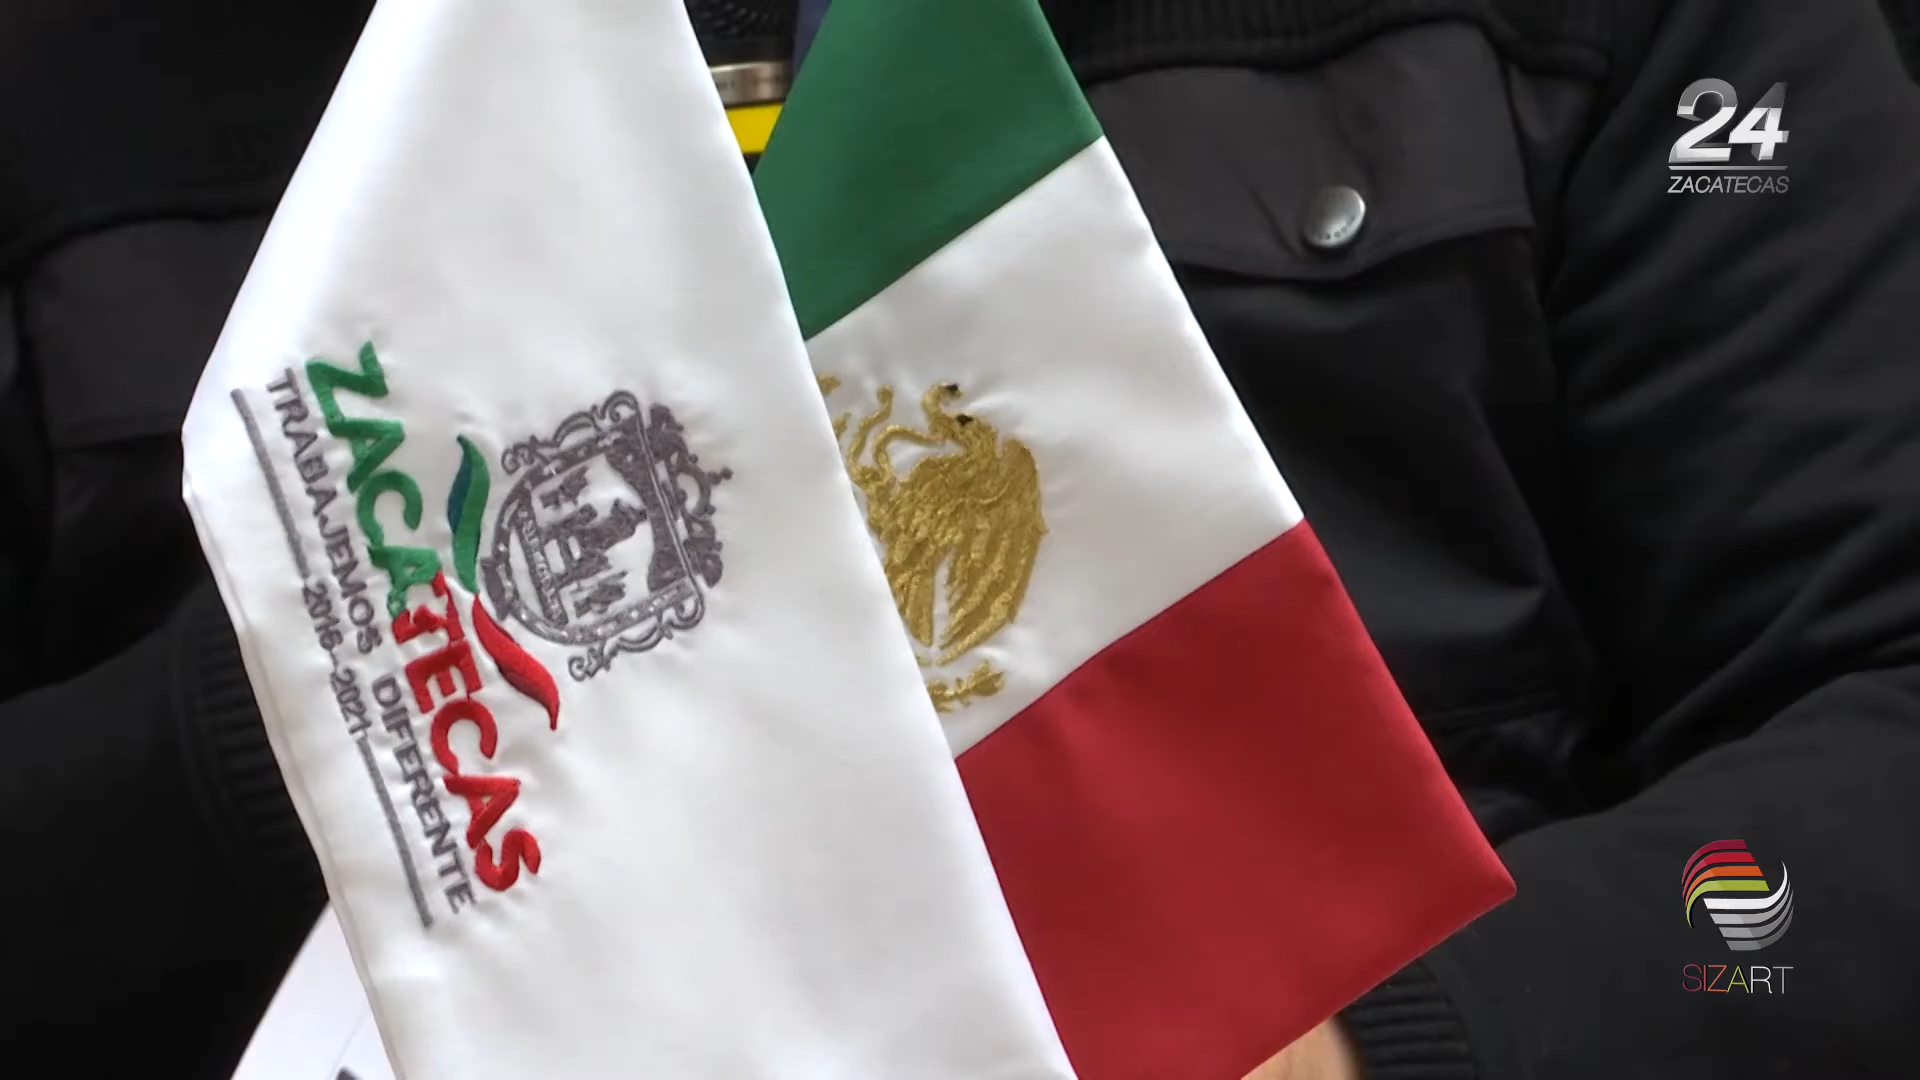 ZACATECAS
TRABAJEMOS DIFERENTE
2016-2021
24
ZACATECAS
SIZART